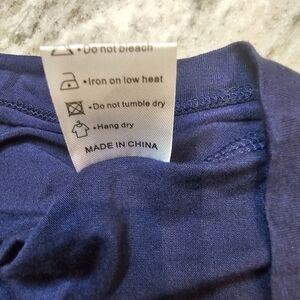 •Do not bleach
•Iron on low heat
•Do not tumble dry
•Hang dry
MADE IN CHINA